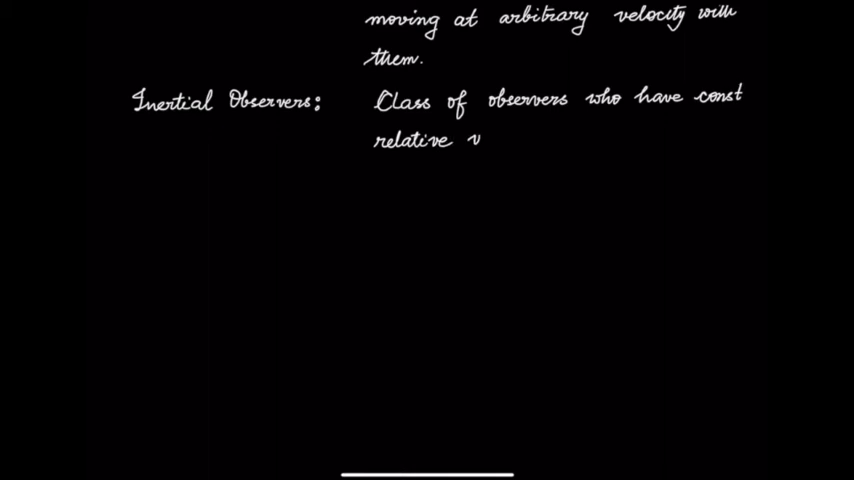 moving at arbitrary velocity with
them.
Inertial Observers: Class of observers who have const
relative v